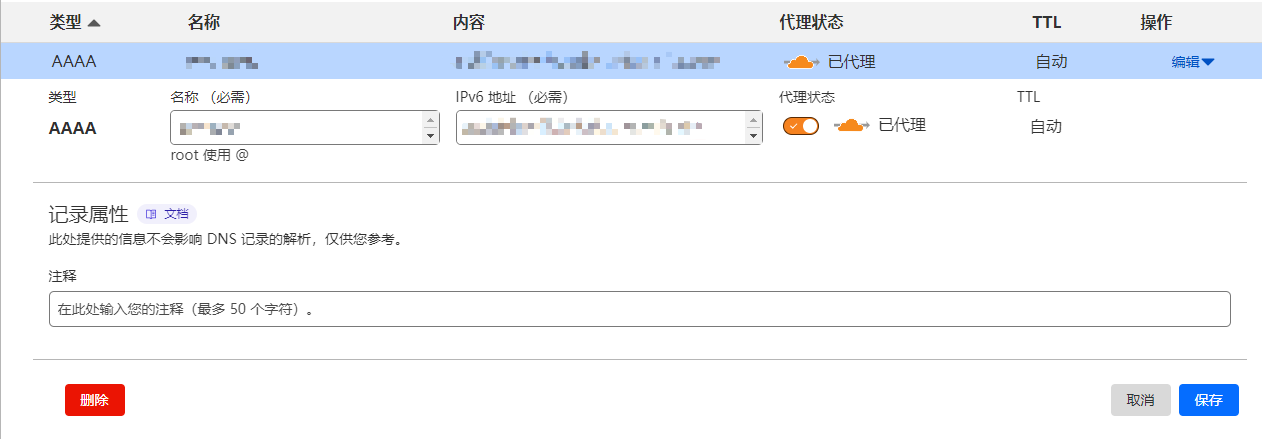 类型 名称 内容 代理状态 TTL 操作
AAAA 已代理 自动 编辑
类型 名称 （必需） IPv6 地址 （必需） 代理状态 TTL
AAAA 已代理 自动
root 使用 @
记录属性 文档
此处提供的信息不会影响 DNS 记录的解析，仅供您参考。
注释
在此处输入您的注释（最多 50 个字符）。
删除 取消 保存